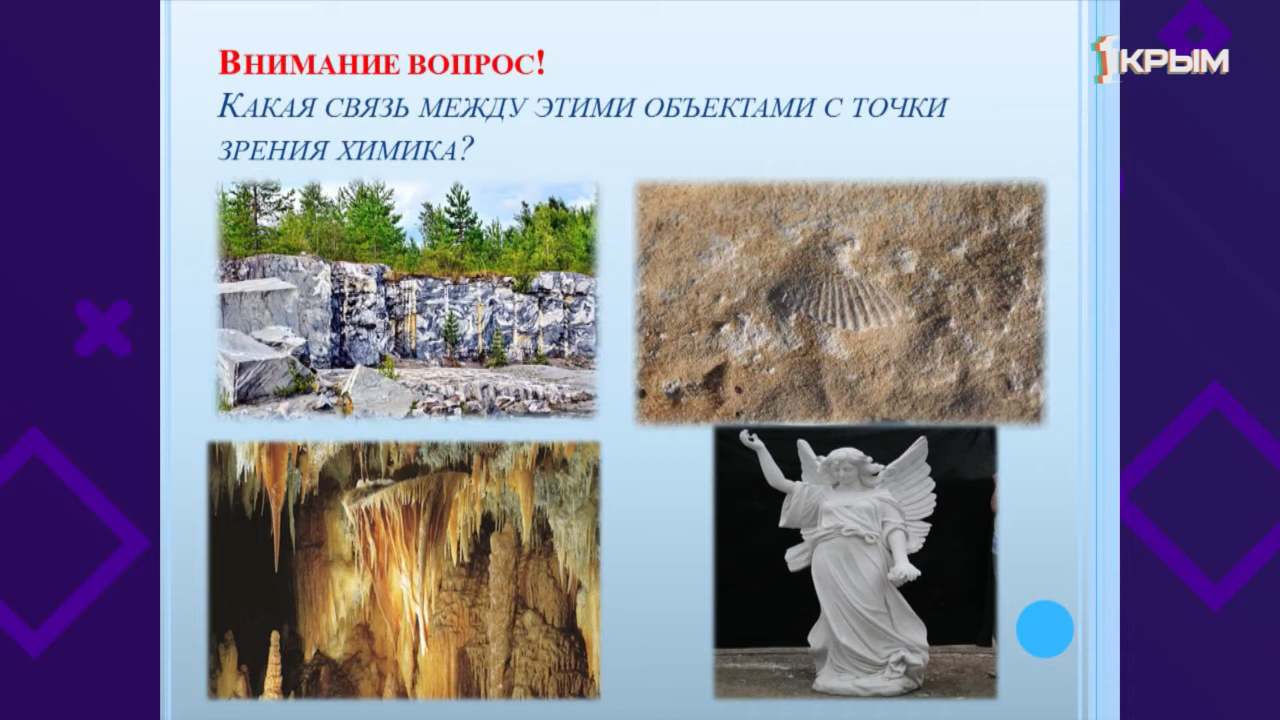 ВНИМАНИЕ ВОПРОС!
КАКАЯ СВЯЗЬ МЕЖДУ ЭТИМИ ОБЪЕКТАМИ С ТОЧКИ
ЗРЕНИЯ ХИМИКА?
1КРЫМ